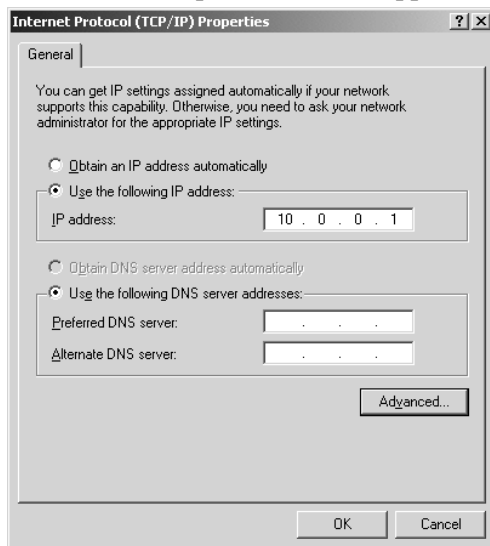 Internet Protocol (TCP/IP) Properties
General
You can get IP settings assigned automatically if your network
supports this capability. Otherwise, you need to ask your network
administrator for the appropriate IP settings.
Obtain an IP address automatically
Use the following IP address:
IP address: 10 . 0 . 0 . 1
Obtain DNS server address automatically
Use the following DNS server addresses:
Preferred DNS server: . . .
Alternate DNS server: . . .
Advanced...
OK Cancel